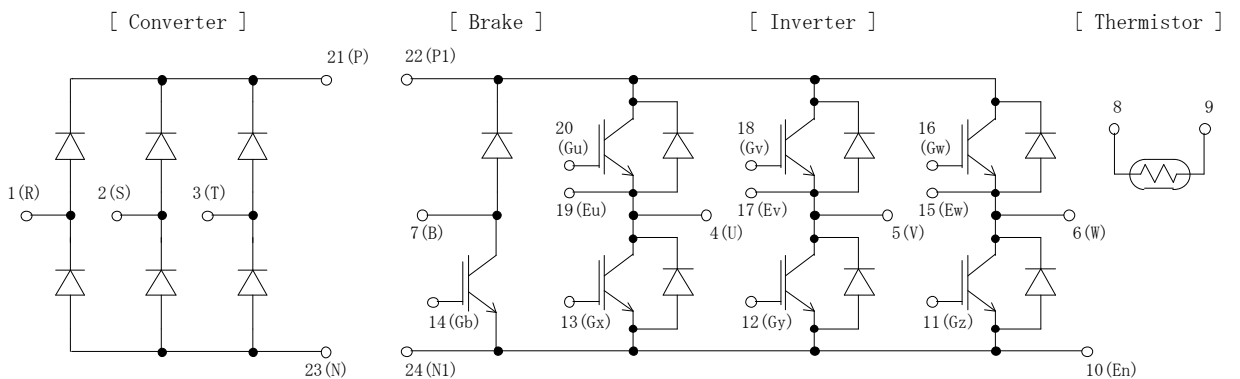 [ Converter ]
[ Brake ]
[ Inverter ]
[ Thermistor ]
21(P)
22(P1)
20
(Gu)
18
(Gv)
16
(Gw)
8
9
1(R)
2(S)
3(T)
19(Eu)
17(Ev)
15(Ew)
7(B)
4(U)
5(V)
6(W)
14(Gb)
13(Gx)
12(Gy)
11(Gz)
23(N)
24(N1)
10(En)